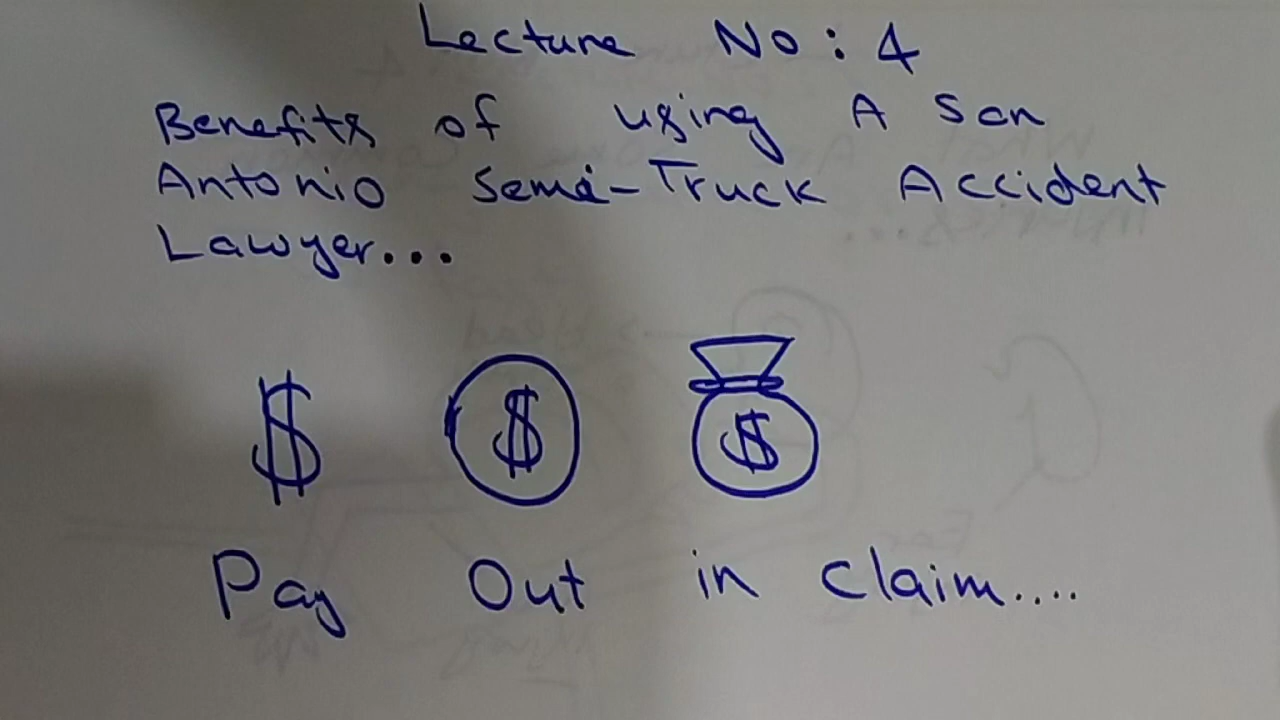 Lecture No: 4
Benefits of using A San
Antonio Semi-Truck Accident
Lawyer...
$ $ $
Pay Out in Claim....